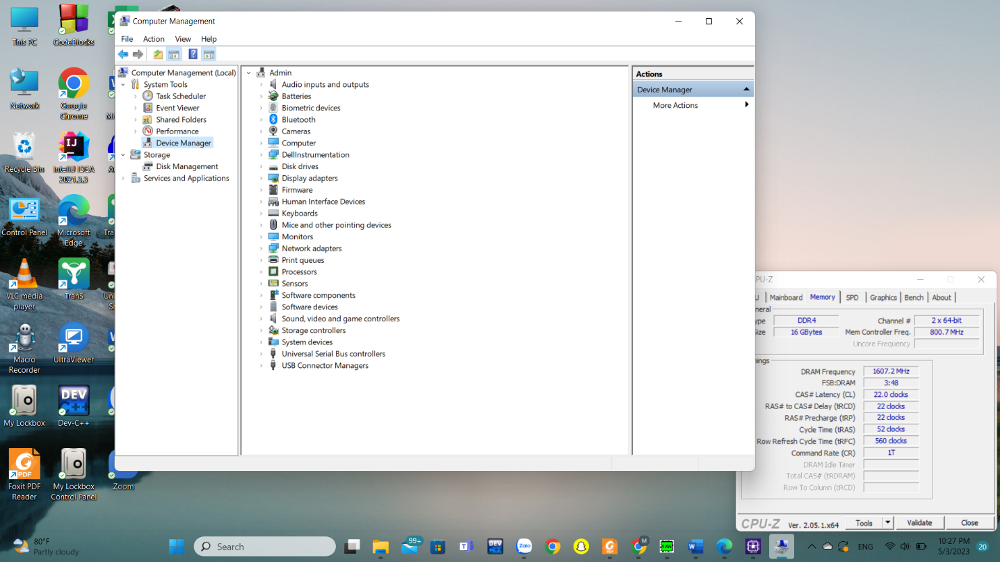 This PC
CodeBlocks
Network
Google
Chrome
Recycle Bin
IntelliJ IDEA
2021.3.3
Control Panel
Microsoft
Edge
VLC media
player
TranS
Macro
Recorder
UltraViewer
My Lockbox
Dev-C++
Foxit PDF
Reader
My Lockbox
Control Panel
Zoom
Computer Management
File Action View Help
Computer Management (Local)
System Tools
Task Scheduler
Event Viewer
Shared Folders
Performance
Device Manager
Storage
Disk Management
Services and Applications
Admin
Audio inputs and outputs
Batteries
Biometric devices
Bluetooth
Cameras
Computer
DellInstrumentation
Disk drives
Display adapters
Firmware
Human Interface Devices
Keyboards
Mice and other pointing devices
Monitors
Network adapters
Print queues
Processors
Sensors
Software components
Software devices
Sound, video and game controllers
Storage controllers
System devices
Universal Serial Bus controllers
USB Connector Managers
Actions
Device Manager
More Actions
CPU-Z
U Mainboard Memory SPD Graphics Bench About
neral
ype DDR4 Channel # 2 x 64-bit
Size 16 GBytes Mem Controller Freq. 800.7 MHz
Uncore Frequency
nings
DRAM Frequency 1607.2 MHz
FSB:DRAM 3:48
CAS# Latency (CL) 22.0 clocks
RAS# to CAS# Delay (tRCD) 22 clocks
RAS# Precharge (tRP) 22 clocks
Cycle Time (tRAS) 52 clocks
Row Refresh Cycle Time (tRFC) 560 clocks
Command Rate (CR) 1T
DRAM Idle Timer
Total CAS# (tRDRAM)
Row To Column (tRCD)
CPU-Z Ver. 2.05.1.x64 Tools Validate Close
80°F
Partly cloudy
Search
99+
DEV
Zalo
M
ENG
10:27 PM
5/3/2023
20